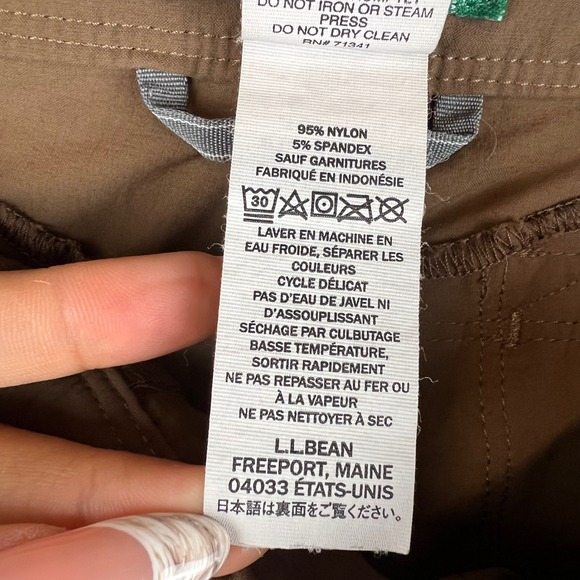 DO NOT IRON OR STEAM
PRESS
DO NOT DRY CLEAN
RN# 71341
95% NYLON
5% SPANDEX
SAUF GARNITURES
FABRIQUÉ EN INDONÉSIE
30
LAVER EN MACHINE EN
EAU FROIDE, SÉPARER LES
COULEURS
CYCLE DÉLICAT
PAS D'EAU DE JAVEL NI
D'ASSOUPLISSANT
SÉCHAGE PAR CULBUTAGE
BASSE TEMPÉRATURE,
SORTIR RAPIDEMENT
NE PAS REPASSER AU FER OU
À LA VAPEUR
NE PAS NETTOYER À SEC
L.L.BEAN
FREEPORT, MAINE
04033 ÉTATS-UNIS
日本語は裏面をご覧ください。